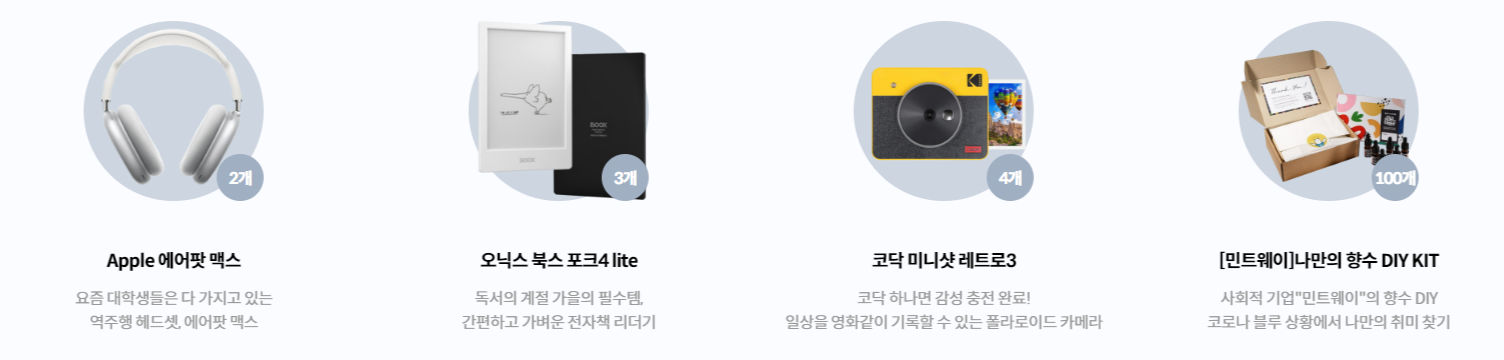 2개
3개
4개
100개
BOOX
BOOX
Kodak
Thank You!
Apple 에어팟 맥스
오닉스 북스 포크4 lite
코닥 미니샷 레트로3
[민트웨이]나만의 향수 DIY KIT
요즘 대학생들은 다 가지고 있는
역주행 헤드셋, 에어팟 맥스
독서의 계절 가을의 필수템,
간편하고 가벼운 전자책 리더기
코닥 하나면 감성 충전 완료!
일상을 영화같이 기록할 수 있는 폴라로이드 카메라
사회적 기업"민트웨이"의 향수 DIY
코로나 블루 상황에서 나만의 취미 찾기